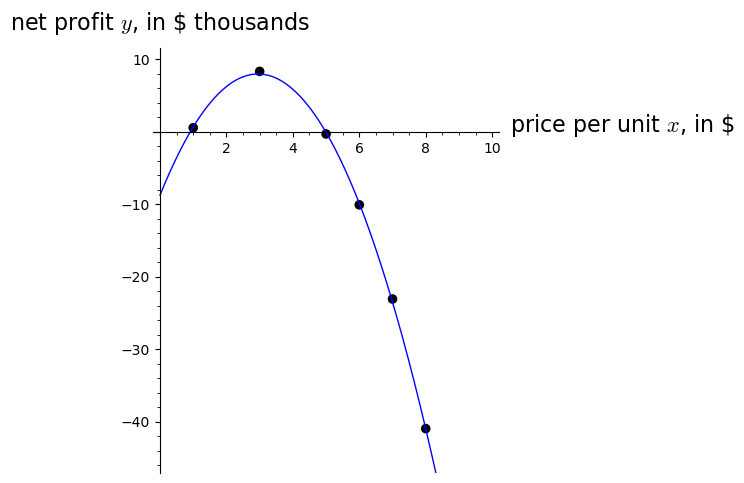 net profit y, in $ thousands
10
price per unit x, in $
2 4 6 8 10
−10
−20
−30
−40